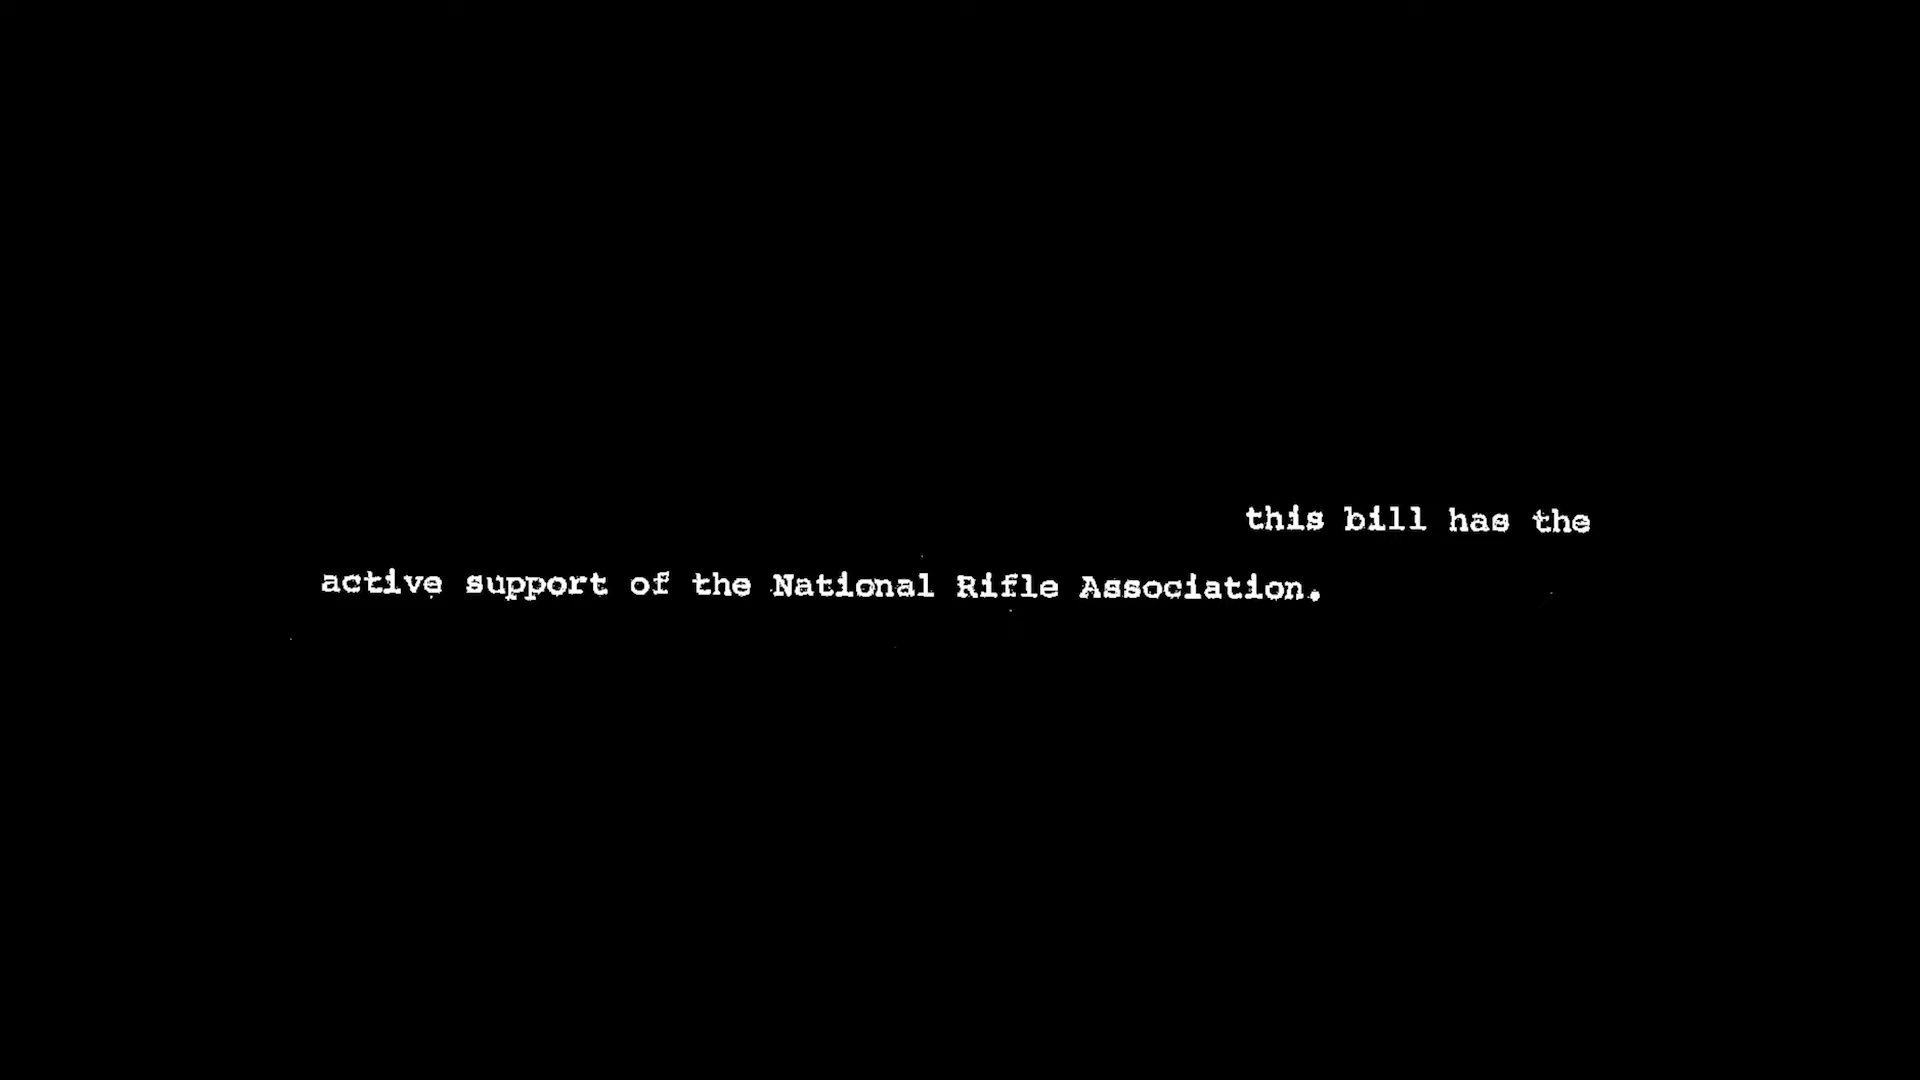 this bill has the
active support of the National Rifle Association.